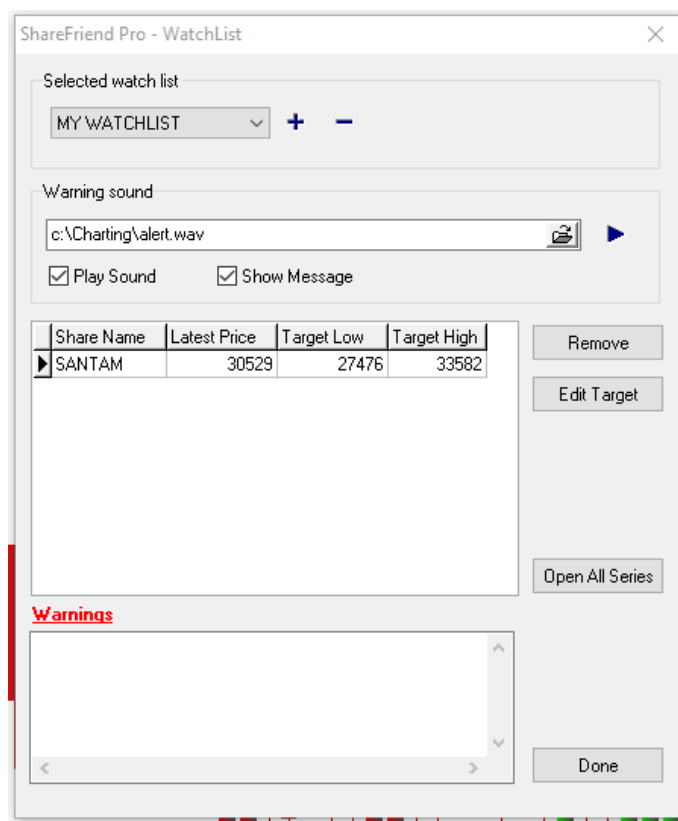 ShareFriend Pro - WatchList
Selected watch list
MY WATCHLIST
Warning sound
c:\Charting\alert.wav
Play Sound Show Message
Share Name Latest Price Target Low Target High
SANTAM 30529 27476 33582
Remove
Edit Target
Open All Series
Warnings
Done